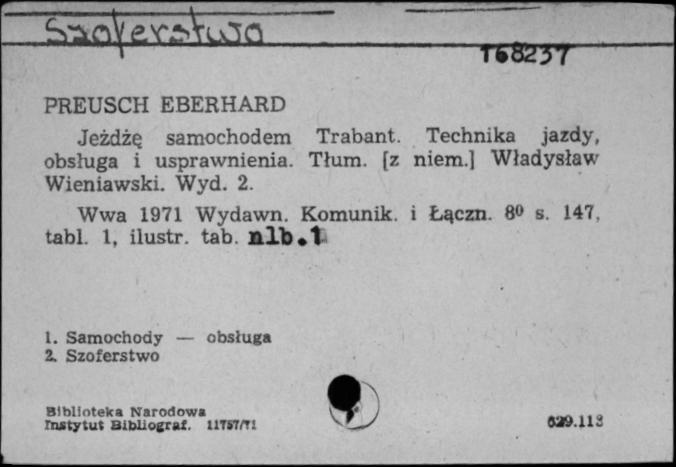 Szoferstwo
168237
PREUSCH EBERHARD
Jeżdżę samochodem Trabant. Technika jazdy,
obsługa i usprawnienia. Tłum. [z niem.] Władysław
Wieniawski. Wyd. 2.
Wwa 1971 Wydawn. Komunik. i Łączn. 8⁰ s. 147,
tabl. 1, ilustr. tab. nlb.1
1. Samochody — obsługa
2. Szoferstwo
Biblioteka Narodowa
Instytut Bibliograf. 11757/71
629.113